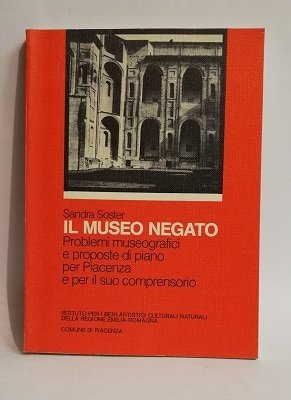 Sandra Soster
IL MUSEO NEGATO
Problemi museografici
e proposte di piano
per Piacenza
e per il suo comprensorio
ISTITUTO PER I BENI ARTISTICI CULTURALI NATURALI
DELLA REGIONE EMILIA-ROMAGNA
COMUNE DI PIACENZA